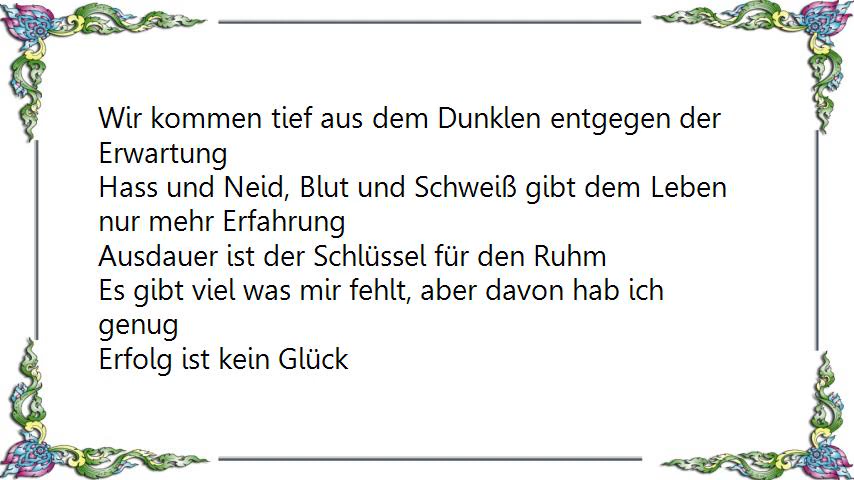 Wir kommen tief aus dem Dunklen entgegen der
Erwartung
Hass und Neid, Blut und Schweiß gibt dem Leben
nur mehr Erfahrung
Ausdauer ist der Schlüssel für den Ruhm
Es gibt viel was mir fehlt, aber davon hab ich
genug
Erfolg ist kein Glück